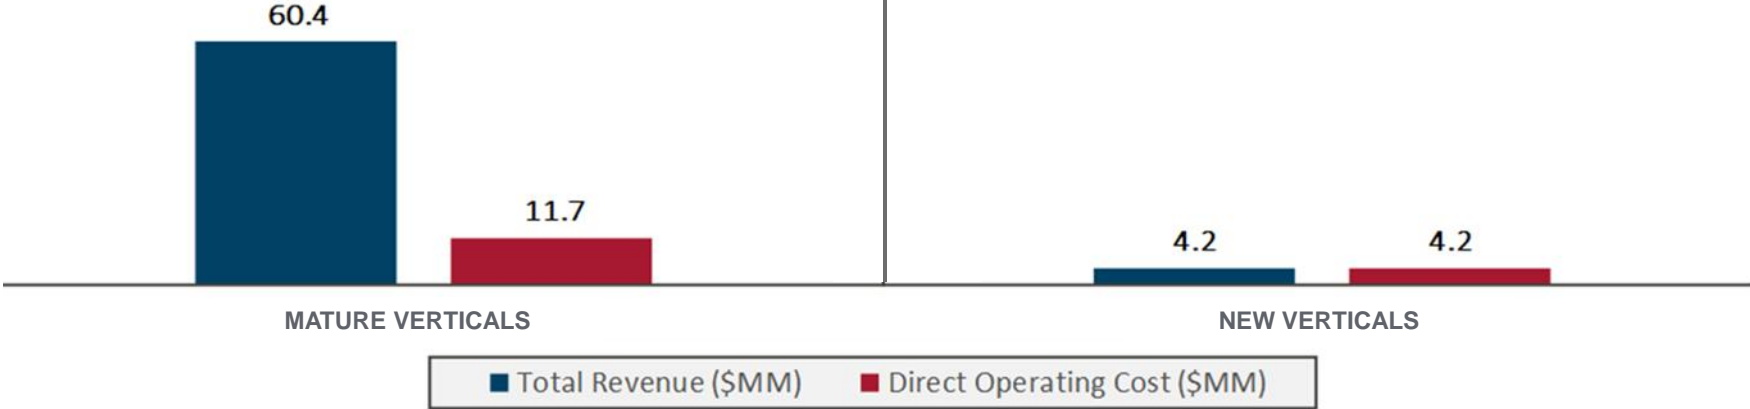 60.4
11.7
4.2
4.2
MATURE VERTICALS
NEW VERTICALS
Total Revenue ($MM)
Direct Operating Cost ($MM)